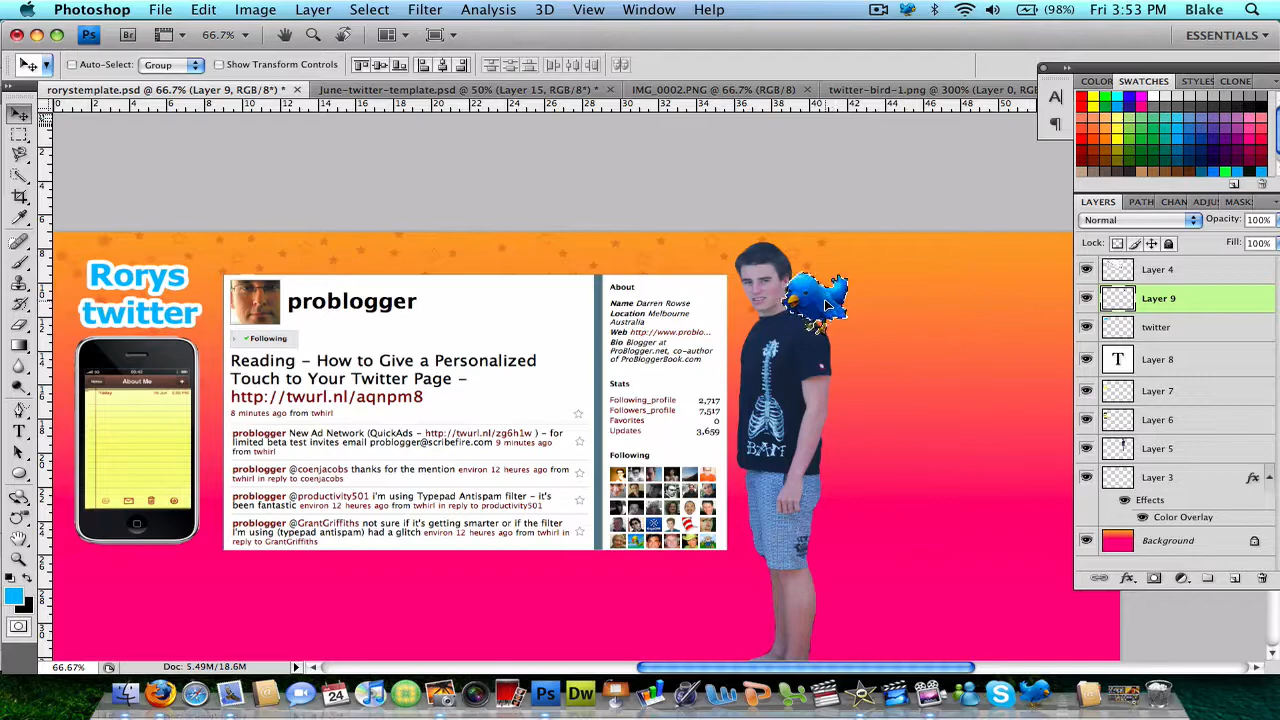 Photoshop File Edit Image Layer Select Filter Analysis 3D View Window Help (98%) Fri 3:53 PM Blake
Ps Br 66.7% ESSENTIALS
Auto-Select: Group Show Transform Controls
rorystemplate.psd @ 66.7% (Layer 9, RGB/8) * June-twitter-template.psd @ 50% (Layer 15, RGB/8*) * IMG_0002.PNG @ 66.7% (RGB/8) twitter-bird-1.png @ 300% (Layer 0, RGB
COLOR SWATCHES STYLES CLONE
LAYERS PATH CHAN ADJU MASK
Normal Opacity: 100%
Lock: Fill: 100%
Layer 4
Layer 9
twitter
T Layer 8
Layer 7
Layer 6
Layer 5
Layer 3 fx
Effects
Color Overlay
Background
Rorys
twitter
About Me
problogger
Following
Reading - How to Give a Personalized
Touch to Your Twitter Page -
http://twurl.nl/aqnpm8
8 minutes ago from twhirl
problogger New Ad Network (QuickAds - http://twurl.nl/zg6h1w ) - for
limited beta test invites email problogger@scribefire.com 9 minutes ago
from twhirl
problogger @coenjacobs thanks for the mention environ 12 heures ago from
twhirl in reply to coenjacobs
problogger @productivity501 i'm using Typepad Antispam filter - it's
been fantastic environ 12 heures ago from twhirl in reply to productivity501
problogger @GrantGriffiths not sure if it's getting smarter or if the filter
I'm using (typepad antispam) had a glitch environ 12 heures ago from twhirl in
reply to GrantGriffiths
About
Name Darren Rowse
Location Melbourne
Australia
Web http://www.problo...
Bio Blogger at
ProBlogger.net, co-author
of ProBloggerBook.com
Stats
Following_profile 2,717
Followers_profile 7,517
Favorites 0
Updates 3,659
Following
BAT
66.67% Doc: 5.49M/18.6M
24 Ps Dw